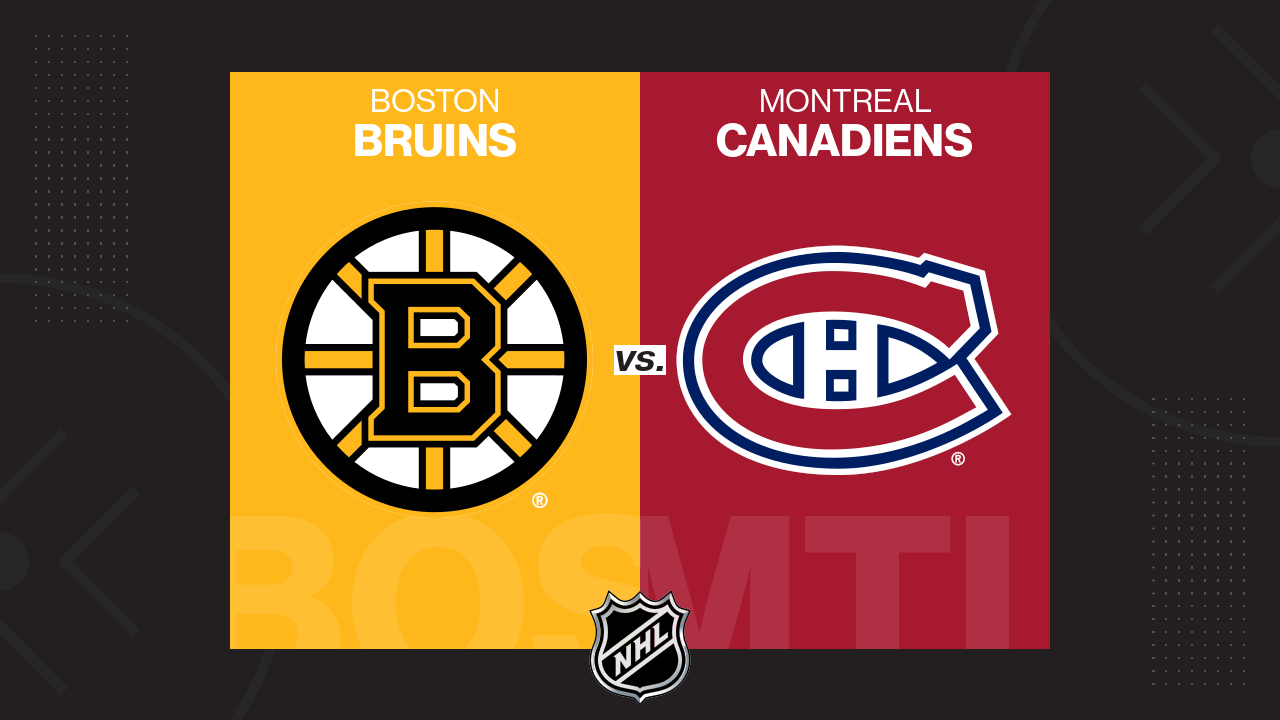 BOSTON
BRUINS
MONTREAL
CANADIENS
B
VS.
C
H
®
®
BOS
MTL
NHL